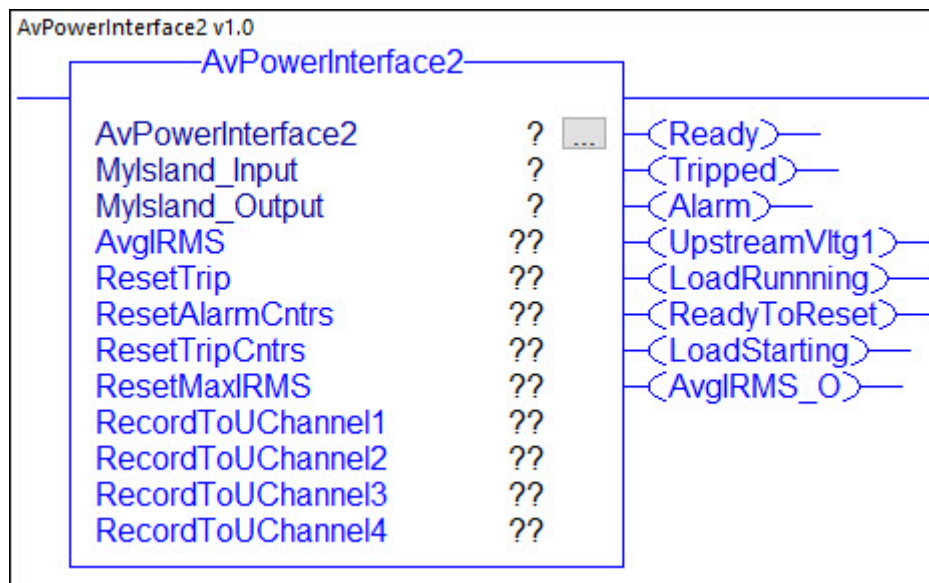 AvPowerInterface2 v1.0
AvPowerInterface2
AvPowerInterface2 ? ... Ready
MyIsland_Input ? Tripped
MyIsland_Output ? Alarm
AvgIRMS ?? UpstreamVltg1
ResetTrip ?? LoadRunnning
ResetAlarmCntrs ?? ReadyToReset
ResetTripCntrs ?? LoadStarting
ResetMaxIRMS ?? AvgIRMS_O
RecordToUChannel1 ??
RecordToUChannel2 ??
RecordToUChannel3 ??
RecordToUChannel4 ??